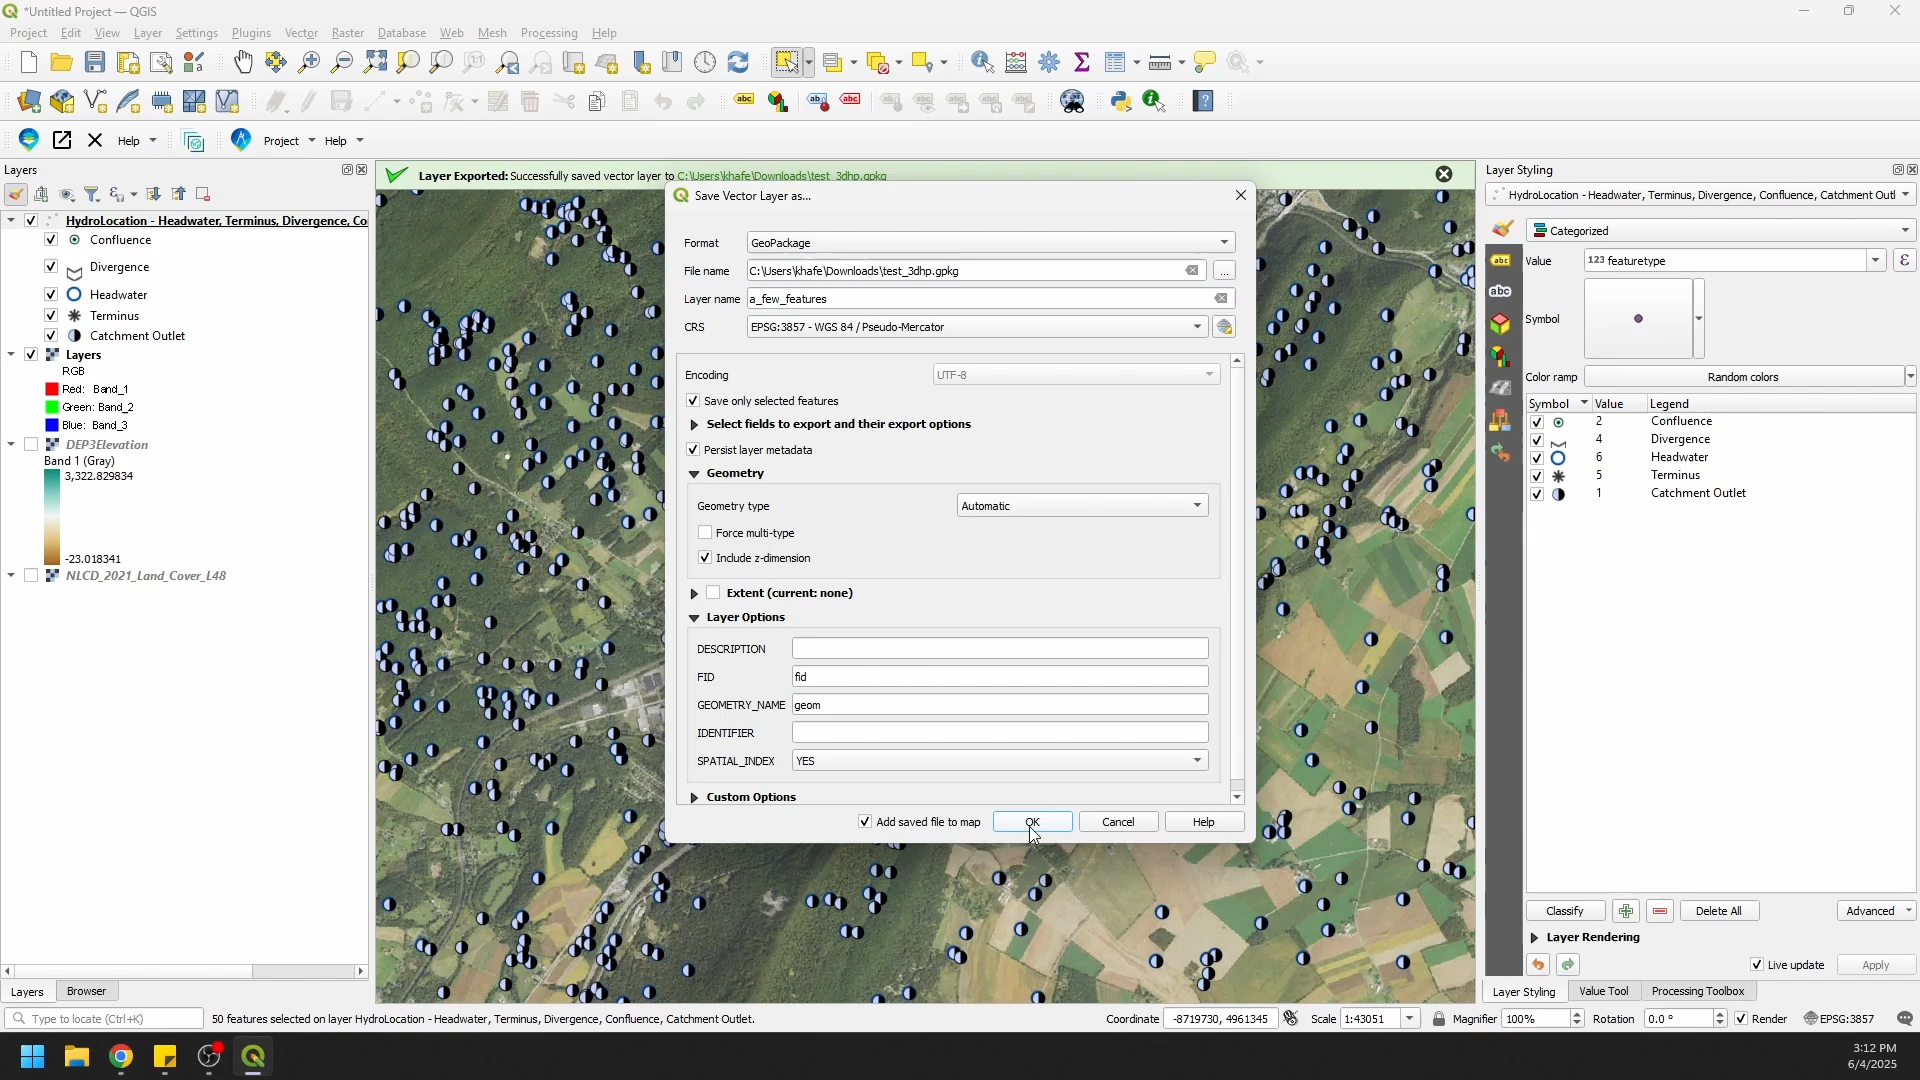 *Untitled Project — QGIS
Project Edit View Layer Settings Plugins Vector Raster Database Web Mesh Processing Help
Help Project Help
Layers
HydroLocation - Headwater, Terminus, Divergence, Co
Confluence
Divergence
Headwater
Terminus
Catchment Outlet
Layers
RGB
Red: Band_1
Green: Band_2
Blue: Band_3
DEP3Elevation
Band 1 (Gray)
3,322.829834
-23.018341
NLCD_2021_Land_Cover_L48
Layers Browser
Layer Exported: Successfully saved vector layer to C:\Users\khafe\Downloads\test_3dhp.gpkg
Save Vector Layer as...
Format GeoPackage
File name C:\Users\khafe\Downloads\test_3dhp.gpkg ...
Layer name a_few_features
CRS EPSG:3857 - WGS 84 / Pseudo-Mercator
Encoding UTF-8
Save only selected features
Select fields to export and their export options
Persist layer metadata
Geometry
Geometry type Automatic
Force multi-type
Include z-dimension
Extent (current: none)
Layer Options
DESCRIPTION
FID fid
GEOMETRY_NAME geom
IDENTIFIER
SPATIAL_INDEX YES
Custom Options
Add saved file to map OK Cancel Help
Layer Styling
HydroLocation - Headwater, Terminus, Divergence, Confluence, Catchment Outl
Categorized
Value 123 featuretype ε
Symbol
Color ramp Random colors
Symbol Value Legend
2 Confluence
4 Divergence
6 Headwater
5 Terminus
1 Catchment Outlet
Classify Delete All Advanced
Layer Rendering
Live update Apply
Layer Styling Value Tool Processing Toolbox
Type to locate (Ctrl+K) 50 features selected on layer HydroLocation - Headwater, Terminus, Divergence, Confluence, Catchment Outlet. Coordinate -8719730, 4961345 Scale 1:43051 Magnifier 100% Rotation 0.0 ° Render EPSG:3857
3:12 PM
6/4/2025